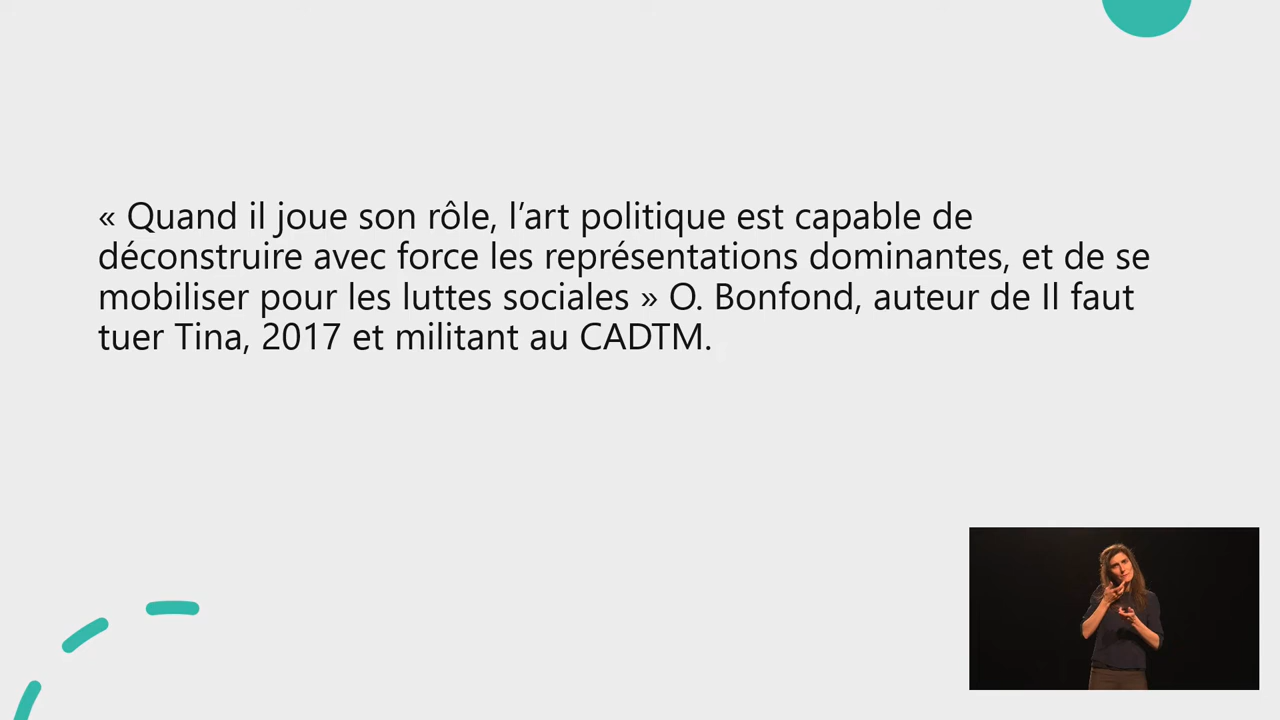 « Quand il joue son rôle, l’art politique est capable de
déconstruire avec force les représentations dominantes, et de se
mobiliser pour les luttes sociales » O. Bonfond, auteur de Il faut
tuer Tina, 2017 et militant au CADTM.